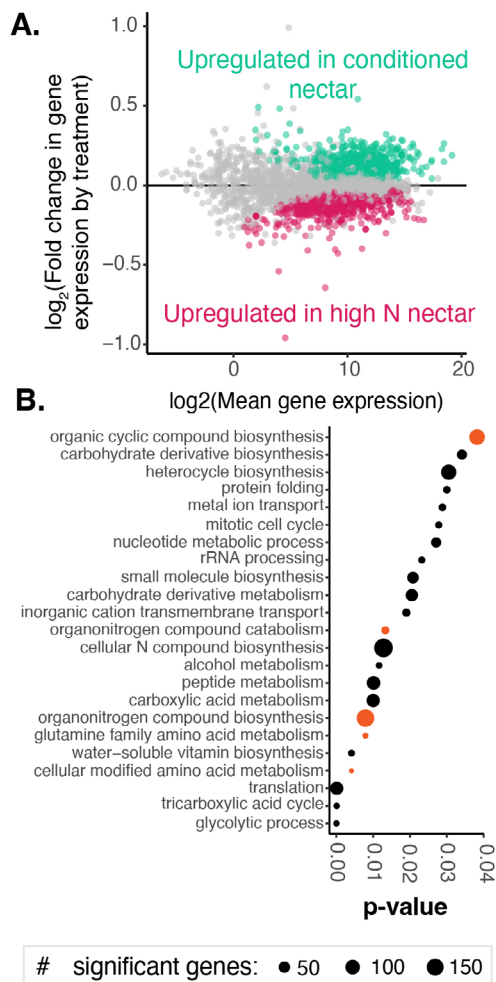 A.
Upregulated in conditioned
nectar
Upregulated in high N nectar
log2(Fold change in gene
expression by treatment)
1.0
0.5
0.0
−0.5
−1.0
0 10 20
log2(Mean gene expression)
B.
organic cyclic compound biosynthesis
carbohydrate derivative biosynthesis
heterocycle biosynthesis
protein folding
metal ion transport
mitotic cell cycle
nucleotide metabolic process
rRNA processing
small molecule biosynthesis
carbohydrate derivative metabolism
inorganic cation transmembrane transport
organonitrogen compound catabolism
cellular N compound biosynthesis
alcohol metabolism
peptide metabolism
carboxylic acid metabolism
organonitrogen compound biosynthesis
glutamine family amino acid metabolism
water−soluble vitamin biosynthesis
cellular modified amino acid metabolism
translation
tricarboxylic acid cycle
glycolytic process
0.00 0.01 0.02 0.03 0.04
p-value
# significant genes: 50 100 150